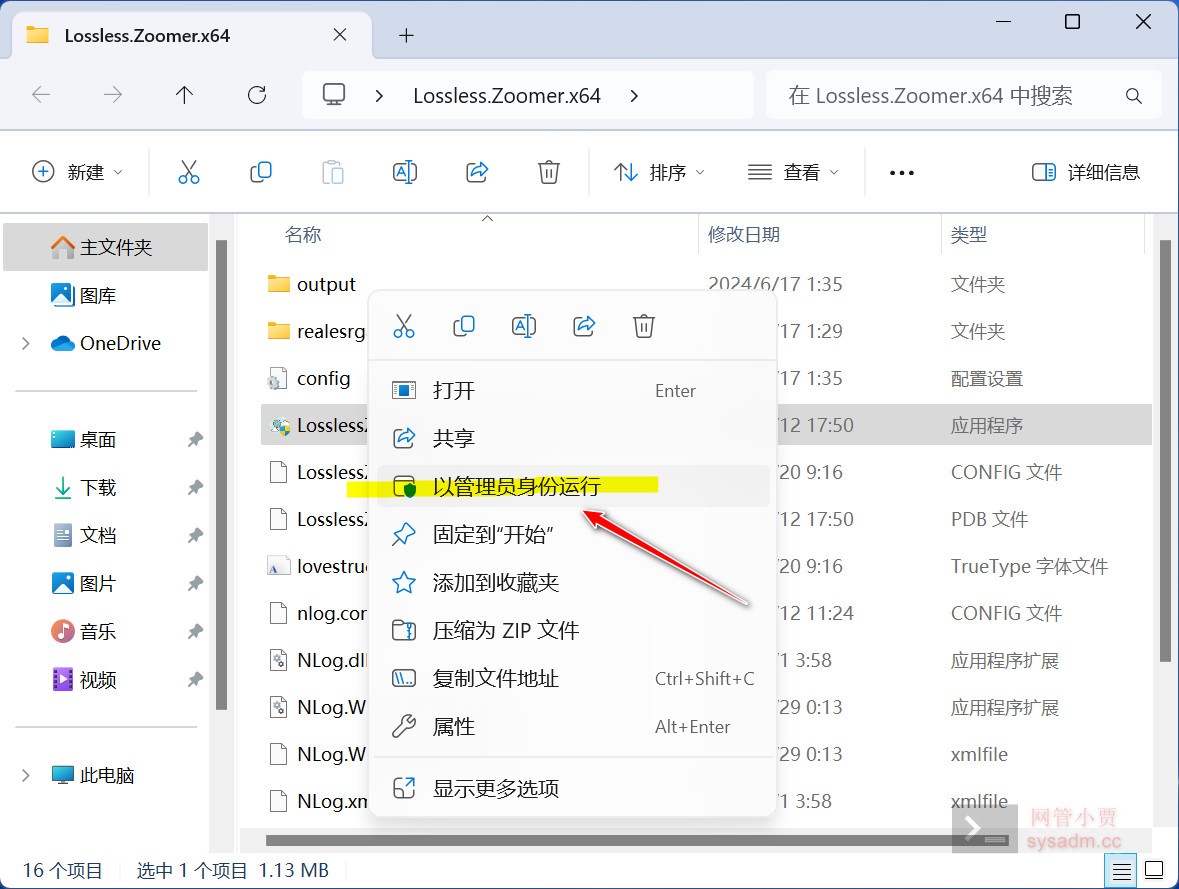 Lossless.Zoomer.x64
Lossless.Zoomer.x64
在 Lossless.Zoomer.x64 中搜索
新建
排序
查看
详细信息
名称
修改日期
类型
主文件夹
图库
OneDrive
桌面
下载
文档
图片
音乐
视频
此电脑
output 2024/6/17 1:35 文件夹
realesrg /17 1:29 文件夹
config /17 1:35 配置设置
Lossless /12 17:50 应用程序
Lossless /20 9:16 CONFIG 文件
Lossless /12 17:50 PDB 文件
lovestru /20 9:16 TrueType 字体文件
nlog.con /12 11:24 CONFIG 文件
NLog.dll /1 3:58 应用程序扩展
NLog.W /29 0:13 应用程序扩展
NLog.W /29 0:13 xmlfile
NLog.xm /1 3:58 xmlfile
打开 Enter
共享
以管理员身份运行
固定到“开始”
添加到收藏夹
压缩为 ZIP 文件
复制文件地址 Ctrl+Shift+C
属性 Alt+Enter
显示更多选项
网管小贾
sysadm.cc
16 个项目
选中 1 个项目 1.13 MB